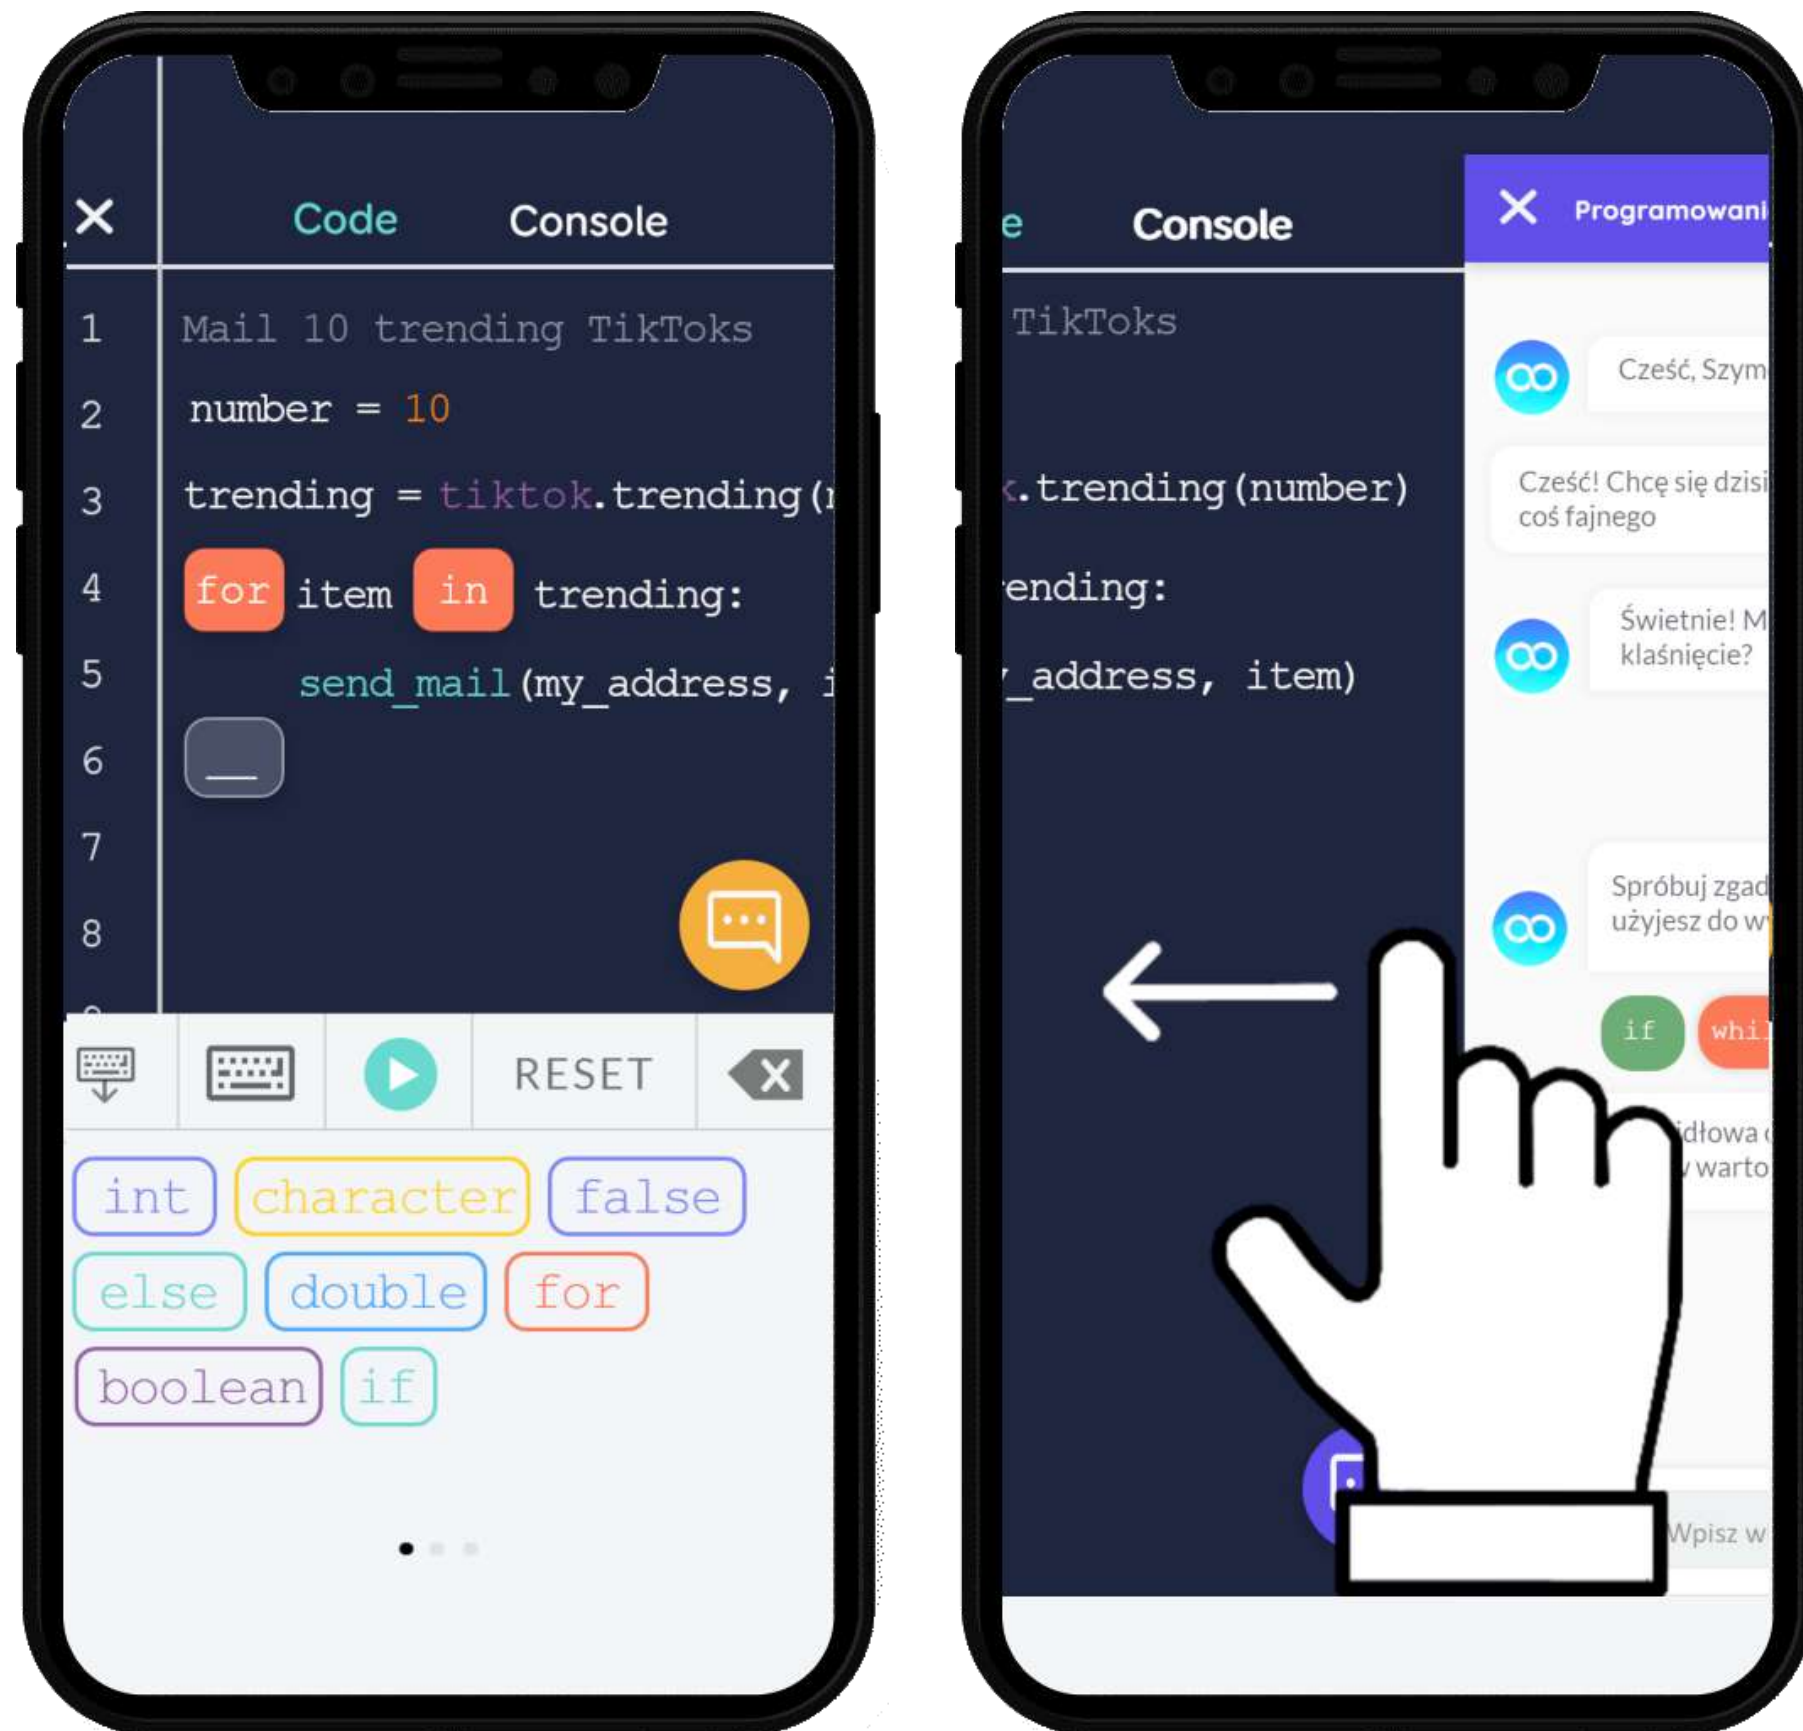 Code Console
1 Mail 10 trending TikToks
2 number = 10
3 trending = tiktok.trending(
4 for item in trending:
5 send_mail(my_address,
6 __
7
8
RESET
int character false
else double for
boolean if
e Console
TikToks
.trending(number)
ending:
_address, item)
Programowani
Cześć, Szym
Cześć! Chcę się dzisi
coś fajnego
Świetnie! M
klaśnięcie?
Spróbuj zgad
użyjesz do w
if whil
idłowa
warto
Wpisz w